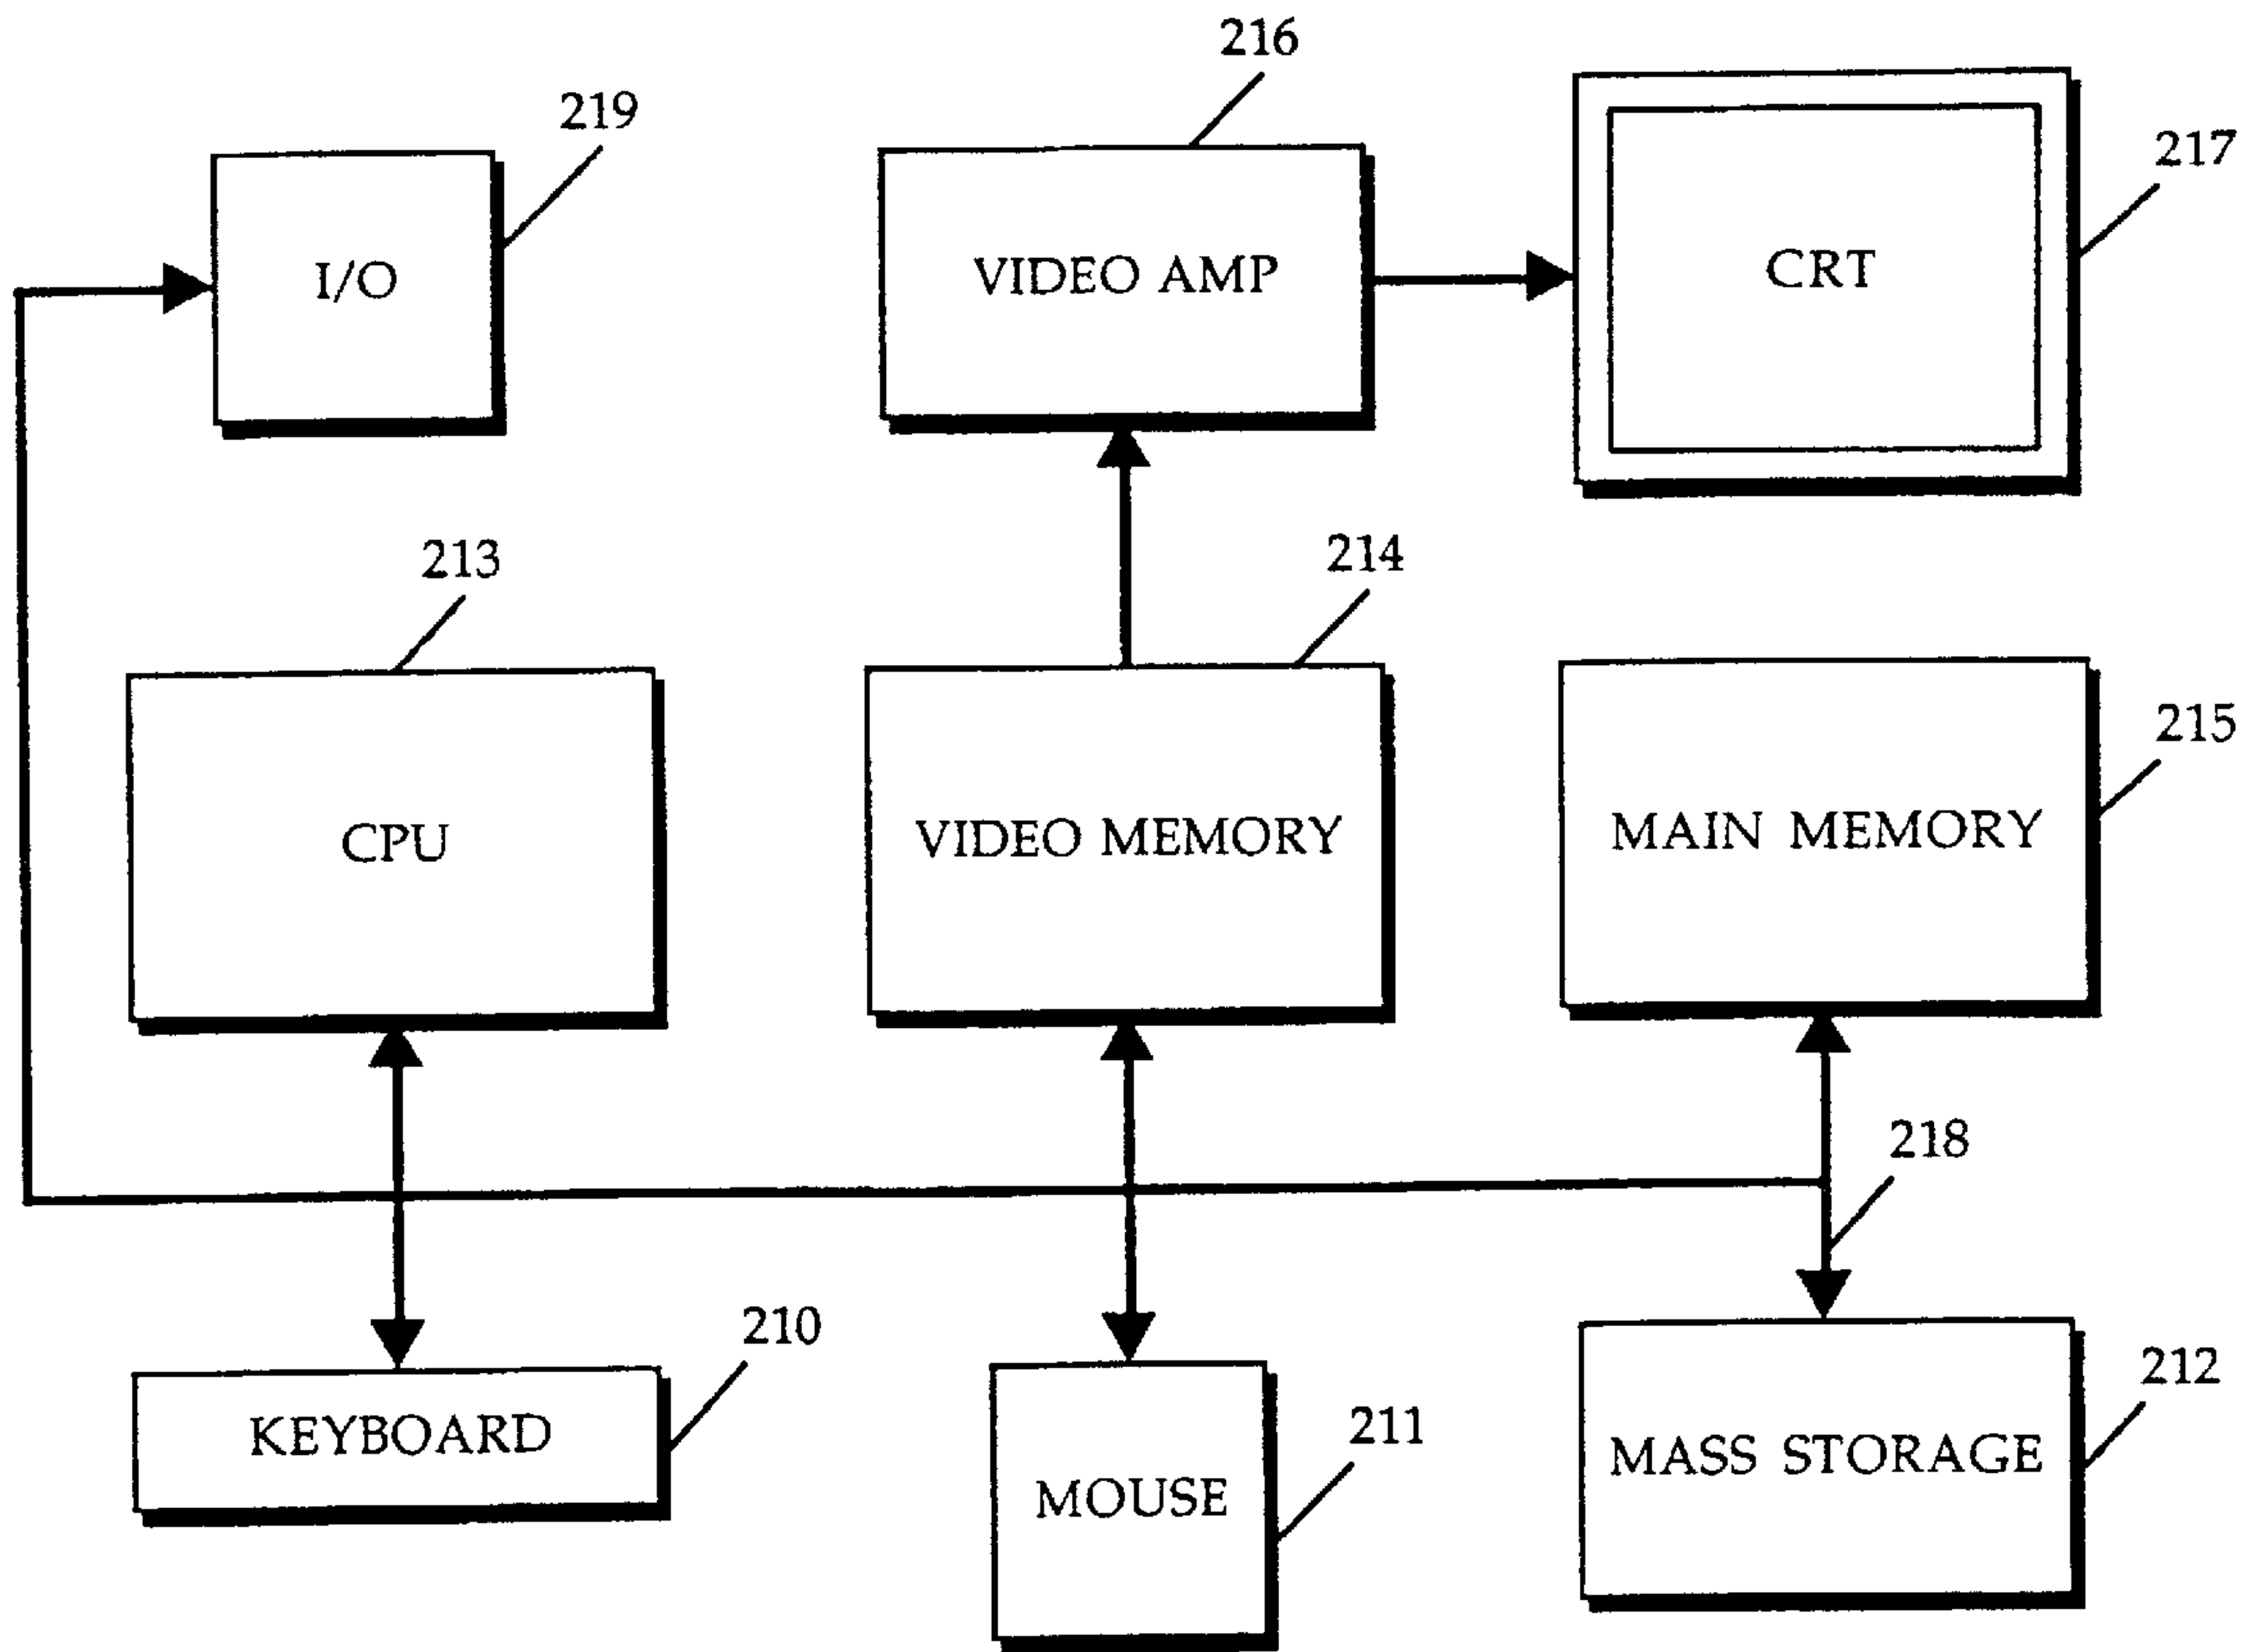 216
219
217
I/O
VIDEO AMP
CRT
213
214
215
CPU
VIDEO MEMORY
MAIN MEMORY
218
210
212
211
KEYBOARD
MOUSE
MASS STORAGE